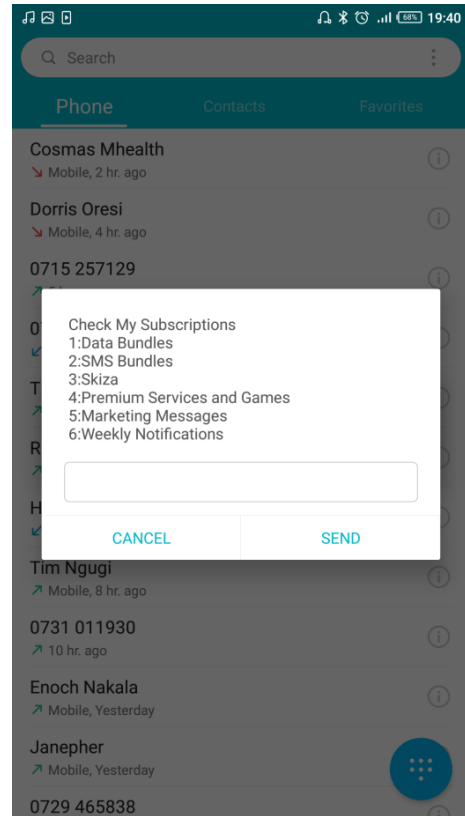 68% 19:40
Search
Phone Contacts Favorites
Cosmas Mhealth
Mobile, 2 hr. ago
Dorris Oresi
Mobile, 4 hr. ago
0715 257129
Check My Subscriptions
1:Data Bundles
2:SMS Bundles
3:Skiza
4:Premium Services and Games
5:Marketing Messages
6:Weekly Notifications
CANCEL SEND
Tim Ngugi
Mobile, 8 hr. ago
0731 011930
10 hr. ago
Enoch Nakala
Mobile, Yesterday
Janepher
Mobile, Yesterday
0729 465838